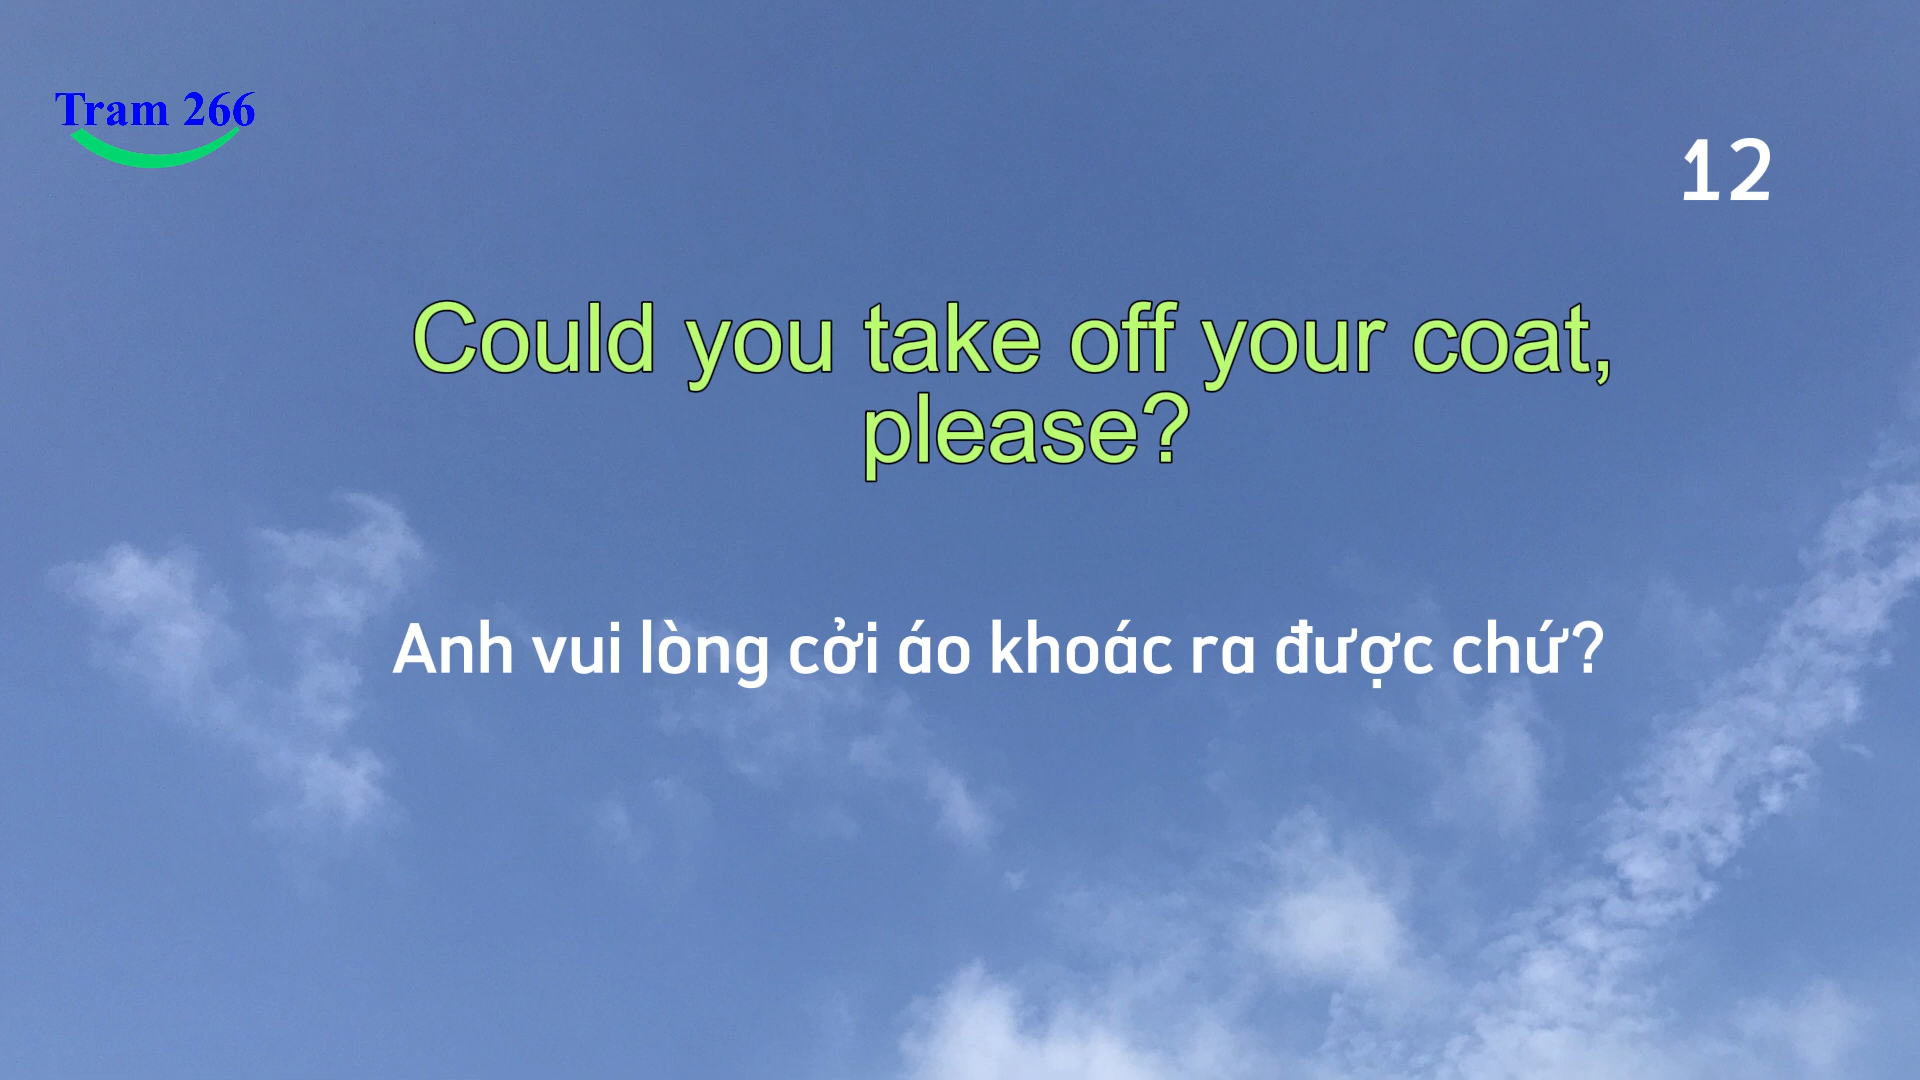 Tram 266
12
Could you take off your coat,
please?
Anh vui lòng cởi áo khoác ra được chứ?